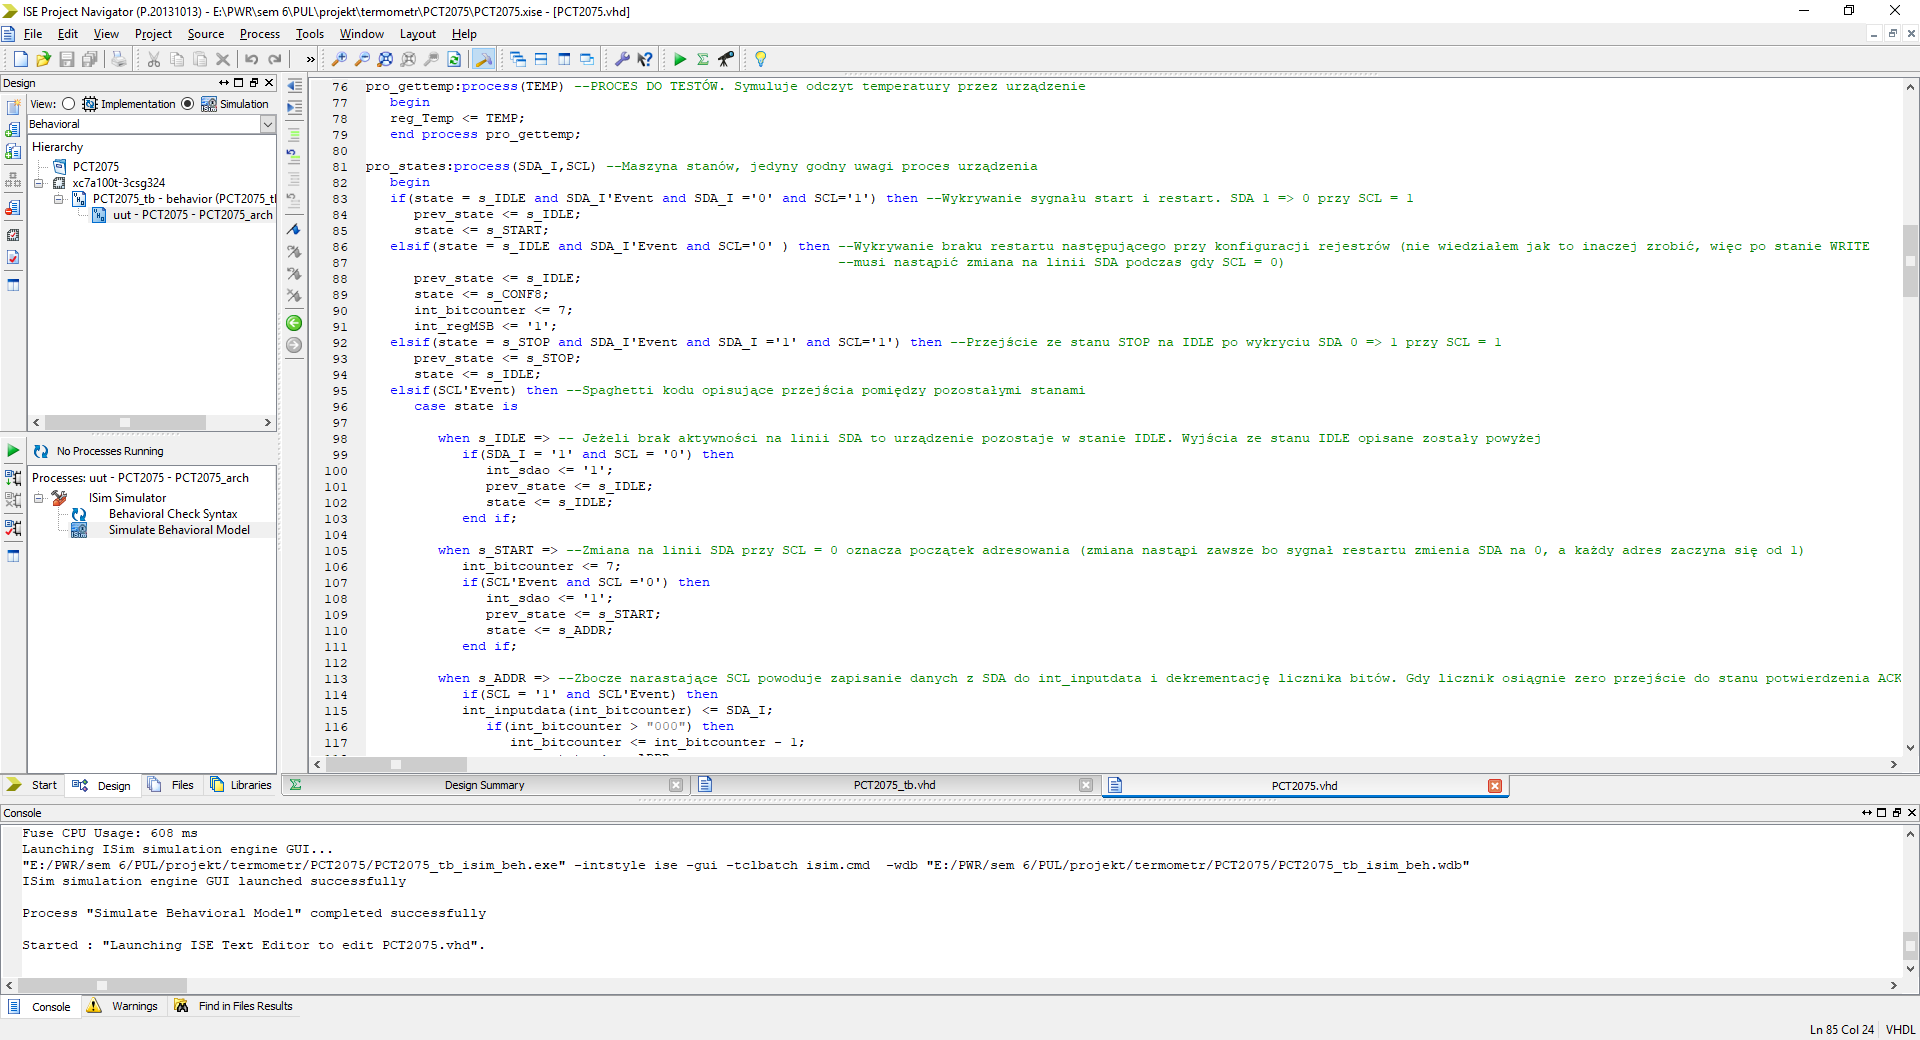 ISE Project Navigator (P.20131013) - E:\PWR\sem 6\PUL\projekt\termometr\PCT2075\PCT2075.xise - [PCT2075.vhd]
File Edit View Project Source Process Tools Window Layout Help
Design
View: Implementation Simulation
Behavioral
Hierarchy
PCT2075
xc7a100t-3csg324
PCT2075_tb - behavior (PCT2075_tl
uut - PCT2075 - PCT2075_arch
No Processes Running
Processes: uut - PCT2075 - PCT2075_arch
ISim Simulator
Behavioral Check Syntax
Simulate Behavioral Model
Start Design Files Libraries
76 pro_gettemp:process(TEMP) --PROCES DO TESTÓW. Symuluje odczyt temperatury przez urządzenie
77 begin
78 reg_Temp <= TEMP;
79 end process pro_gettemp;
80
81 pro_states:process(SDA_I,SCL) --Maszyna stanów, jedyny godny uwagi proces urządzenia
82 begin
83 if(state = s_IDLE and SDA_I'Event and SDA_I ='0' and SCL='1') then --Wykrywanie sygnału start i restart. SDA 1 => 0 przy SCL = 1
84 prev_state <= s_IDLE;
85 state <= s_START;
86 elsif(state = s_IDLE and SDA_I'Event and SCL='0' ) then --Wykrywanie braku restartu następującego przy konfiguracji rejestrów (nie wiedziałem jak to inaczej zrobić, więc po stanie WRITE
87 --musi nastąpić zmiana na linii SDA podczas gdy SCL = 0)
88 prev_state <= s_IDLE;
89 state <= s_CONF8;
90 int_bitcounter <= 7;
91 int_regMSB <= '1';
92 elsif(state = s_STOP and SDA_I'Event and SDA_I ='1' and SCL='1') then --Przejście ze stanu STOP na IDLE po wykryciu SDA 0 => 1 przy SCL = 1
93 prev_state <= s_STOP;
94 state <= s_IDLE;
95 elsif(SCL'Event) then --Spaghetti kodu opisujące przejścia pomiędzy pozostałymi stanami
96 case state is
97
98 when s_IDLE => -- Jeżeli brak aktywności na linii SDA to urządzenie pozostaje w stanie IDLE. Wyjścia ze stanu IDLE opisane zostały powyżej
99 if(SDA_I = '1' and SCL = '0') then
100 int_sdao <= '1';
101 prev_state <= s_IDLE;
102 state <= s_IDLE;
103 end if;
104
105 when s_START => --Zmiana na linii SDA przy SCL = 0 oznacza początek adresowania (zmiana nastąpi zawsze bo sygnał restartu zmienia SDA na 0, a każdy adres zaczyna się od 1)
106 int_bitcounter <= 7;
107 if(SCL'Event and SCL ='0') then
108 int_sdao <= '1';
109 prev_state <= s_START;
110 state <= s_ADDR;
111 end if;
112
113 when s_ADDR => --Zbocze narastające SCL powoduje zapisanie danych z SDA do int_inputdata i dekrementację licznika bitów. Gdy licznik osiągnie zero przejście do stanu potwierdzenia ACK
114 if(SCL = '1' and SCL'Event) then
115 int_inputdata(int_bitcounter) <= SDA_I;
116 if(int_bitcounter > "000") then
117 int_bitcounter <= int_bitcounter - 1;
Design Summary PCT2075_tb.vhd PCT2075.vhd
Console
Fuse CPU Usage: 608 ms
Launching ISim simulation engine GUI...
"E:/PWR/sem 6/PUL/projekt/termometr/PCT2075/PCT2075_tb_isim_beh.exe" -intstyle ise -gui -tclbatch isim.cmd  -wdb "E:/PWR/sem 6/PUL/projekt/termometr/PCT2075/PCT2075_tb_isim_beh.wdb"
ISim simulation engine GUI launched successfully
Process "Simulate Behavioral Model" completed successfully
Started : "Launching ISE Text Editor to edit PCT2075.vhd".
Console Warnings Find in Files Results
Ln 85 Col 24 VHDL